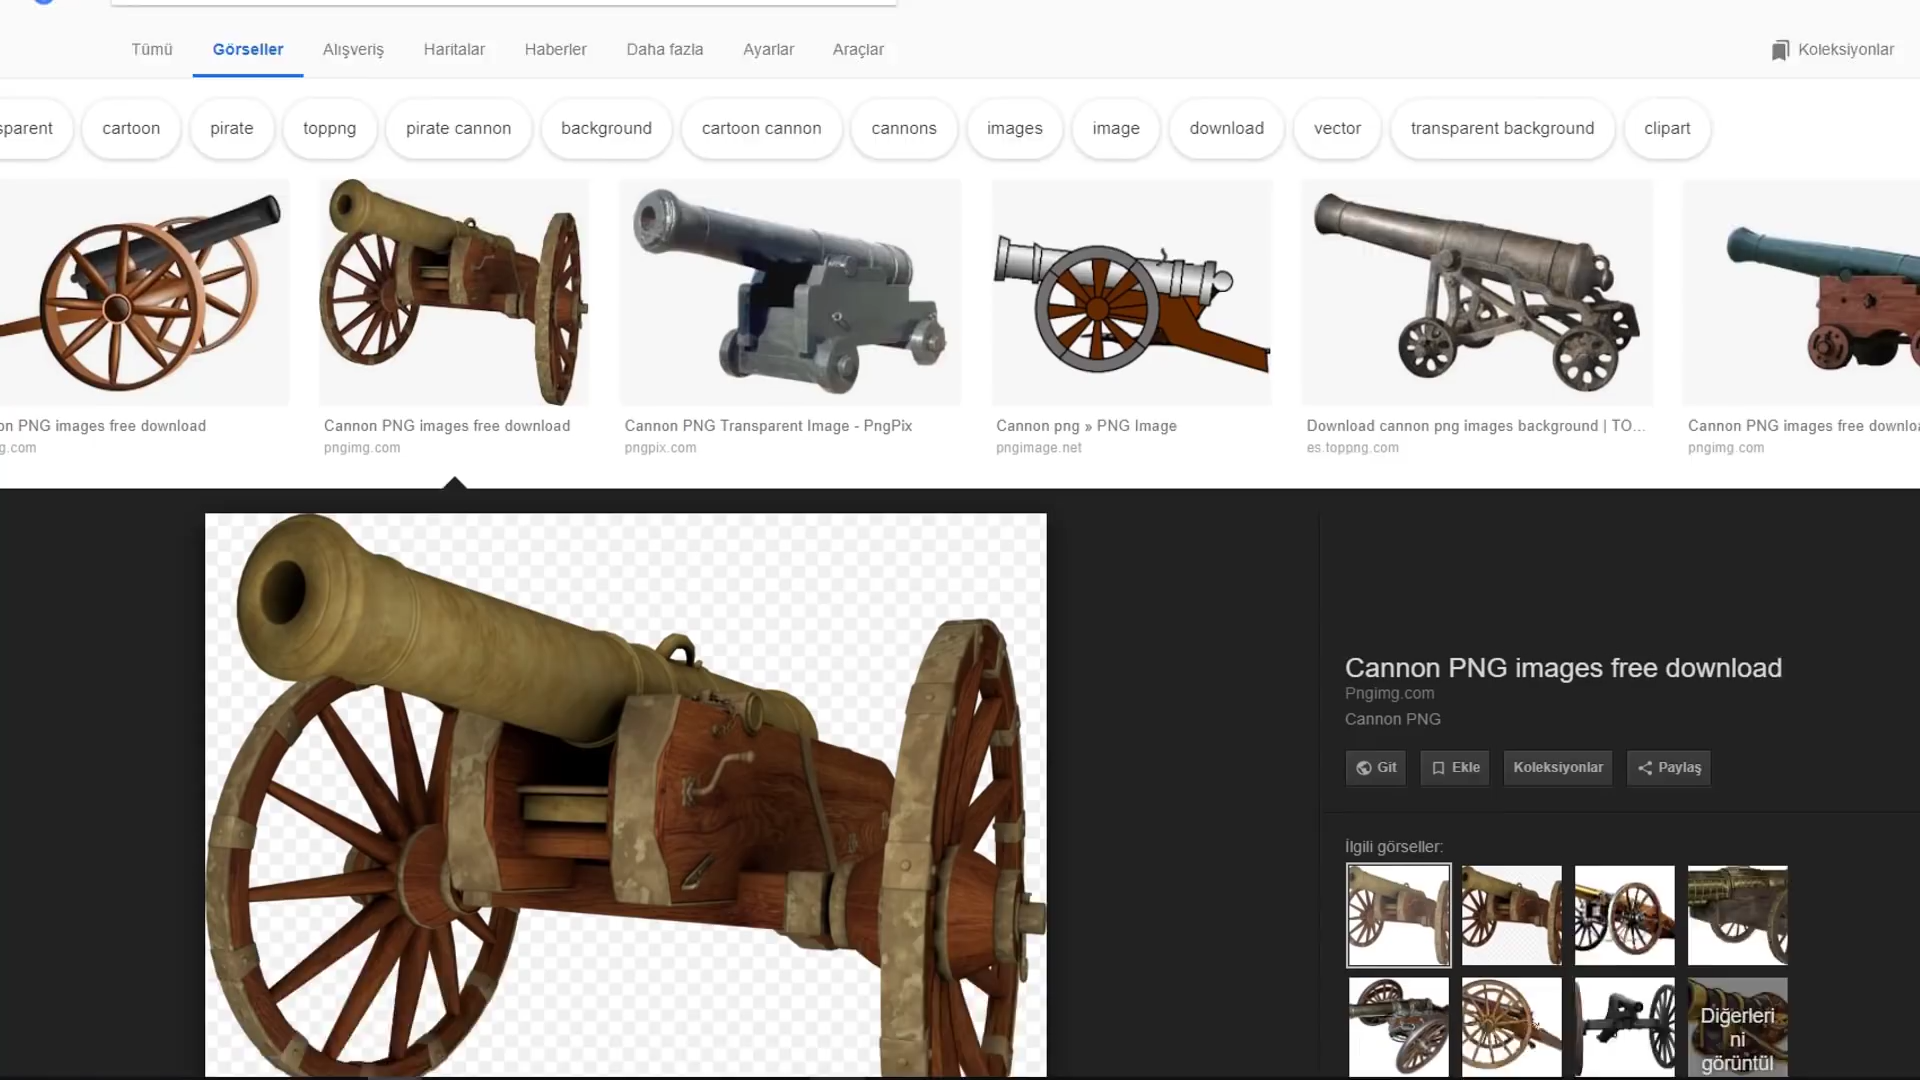 Tümü Görseller Alışveriş Haritalar Haberler Daha fazla Ayarlar Araçlar Koleksiyonlar
cartoon pirate toppng pirate cannon background cartoon cannon cannons images image download vector transparent background clipart
PNG images free download Cannon PNG images free download Cannon PNG Transparent Image - PngPix Cannon png » PNG Image Download cannon png images background | TO... Cannon PNG images free
pngimg.com pngpix.com pngimage.net es.toppng.com pngimg.com
Cannon PNG images free download
Pngimg.com
Cannon PNG
Git Ekle Koleksiyonlar Paylaş
İlgili görseller:
Diğerleri
ni
görüntül